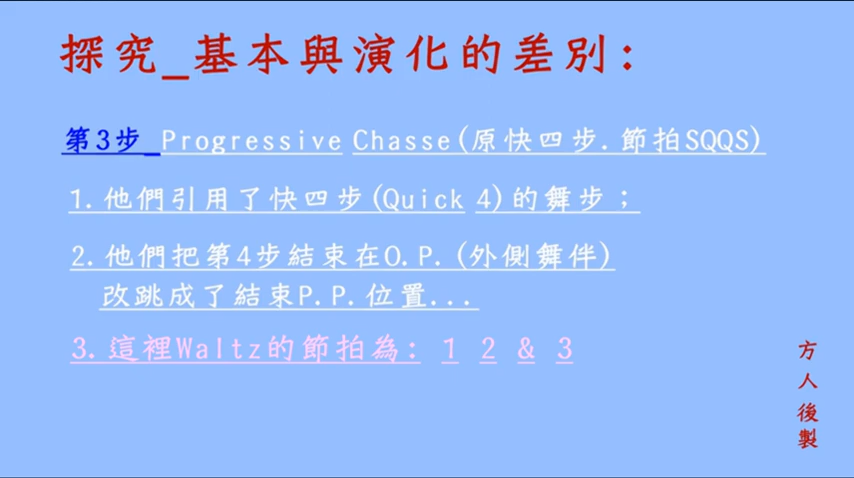 探究_基本與演化的差別:
第3步_Progressive Chasse(原快四步.節拍SQQS)
1.他們引用了快四步(Quick 4)的舞步；
2.他們把第4步結束在O.P.(外側舞伴)
改跳成了結束P.P.位置...
3.這裡Waltz的節拍為: 1 2 & 3
方人後製